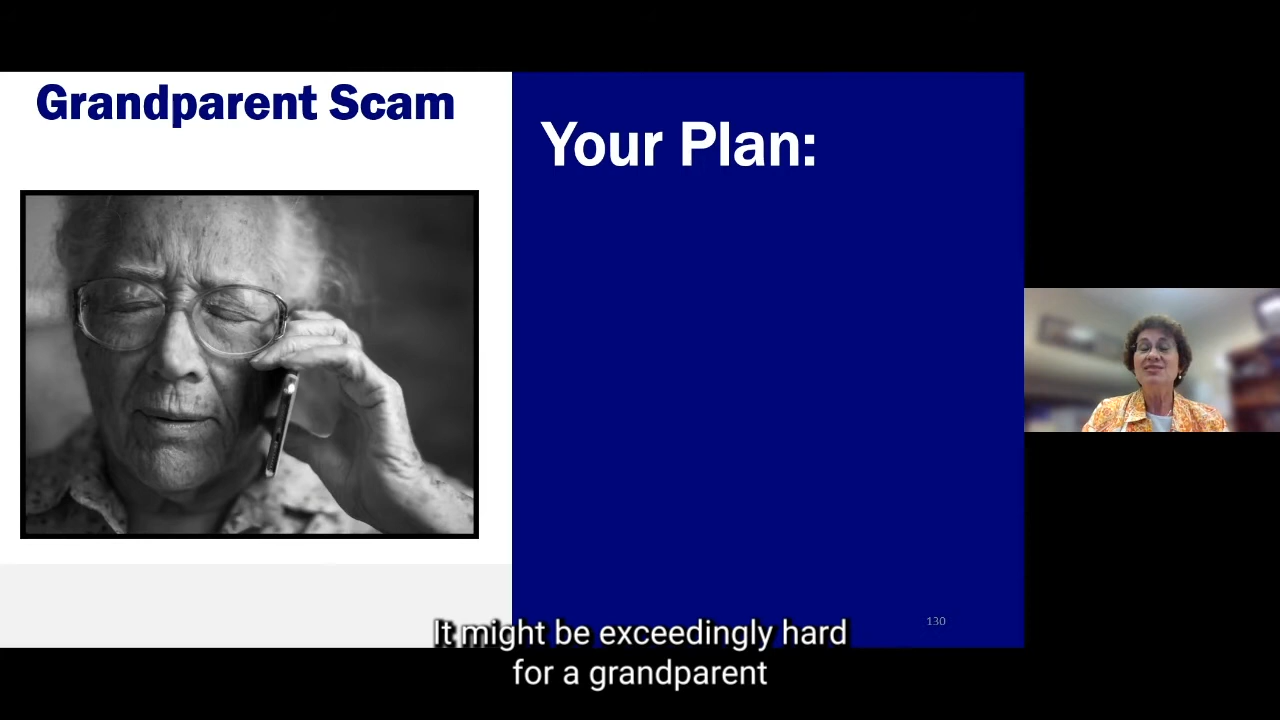 Grandparent Scam
Your Plan:
130
It might be exceedingly hard
for a grandparent